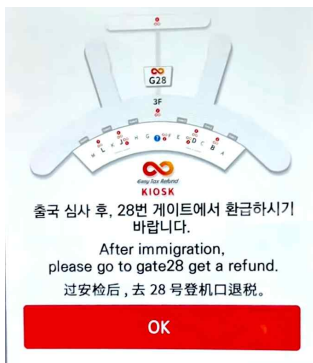 G28
3F
Easy Tax Refund
KIOSK
출국 심사 후, 28번 게이트에서 환급하시기
바랍니다.
After immigration,
please go to gate28 get a refund.
过安检后 , 去 28 号登机口退税。
OK